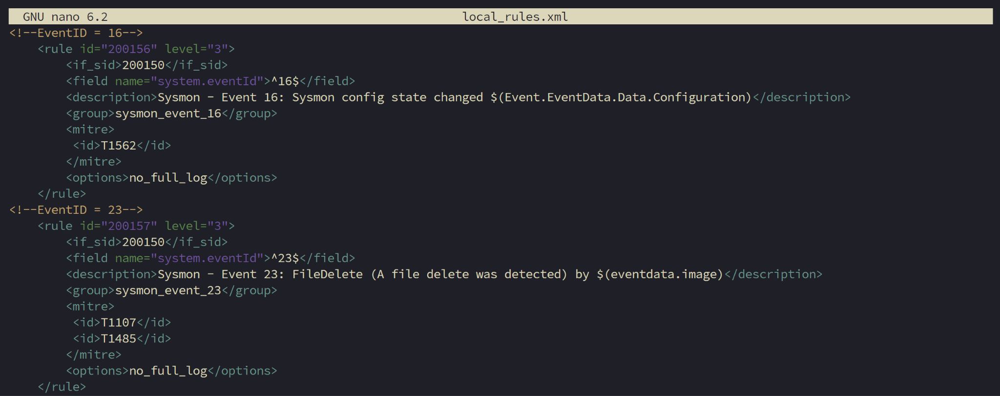 GNU nano 6.2 local_rules.xml
<!--EventID = 16-->
    <rule id="200156" level="3">
        <if_sid>200150</if_sid>
        <field name="system.eventId">^16$</field>
        <description>Sysmon - Event 16: Sysmon config state changed $(Event.EventData.Data.Configuration)</description>
        <group>sysmon_event_16</group>
        <mitre>
         <id>T1562</id>
        </mitre>
        <options>no_full_log</options>
    </rule>
<!--EventID = 23-->
    <rule id="200157" level="3">
        <if_sid>200150</if_sid>
        <field name="system.eventId">^23$</field>
        <description>Sysmon - Event 23: FileDelete (A file delete was detected) by $(eventdata.image)</description>
        <group>sysmon_event_23</group>
        <mitre>
         <id>T1107</id>
         <id>T1485</id>
        </mitre>
        <options>no_full_log</options>
    </rule>